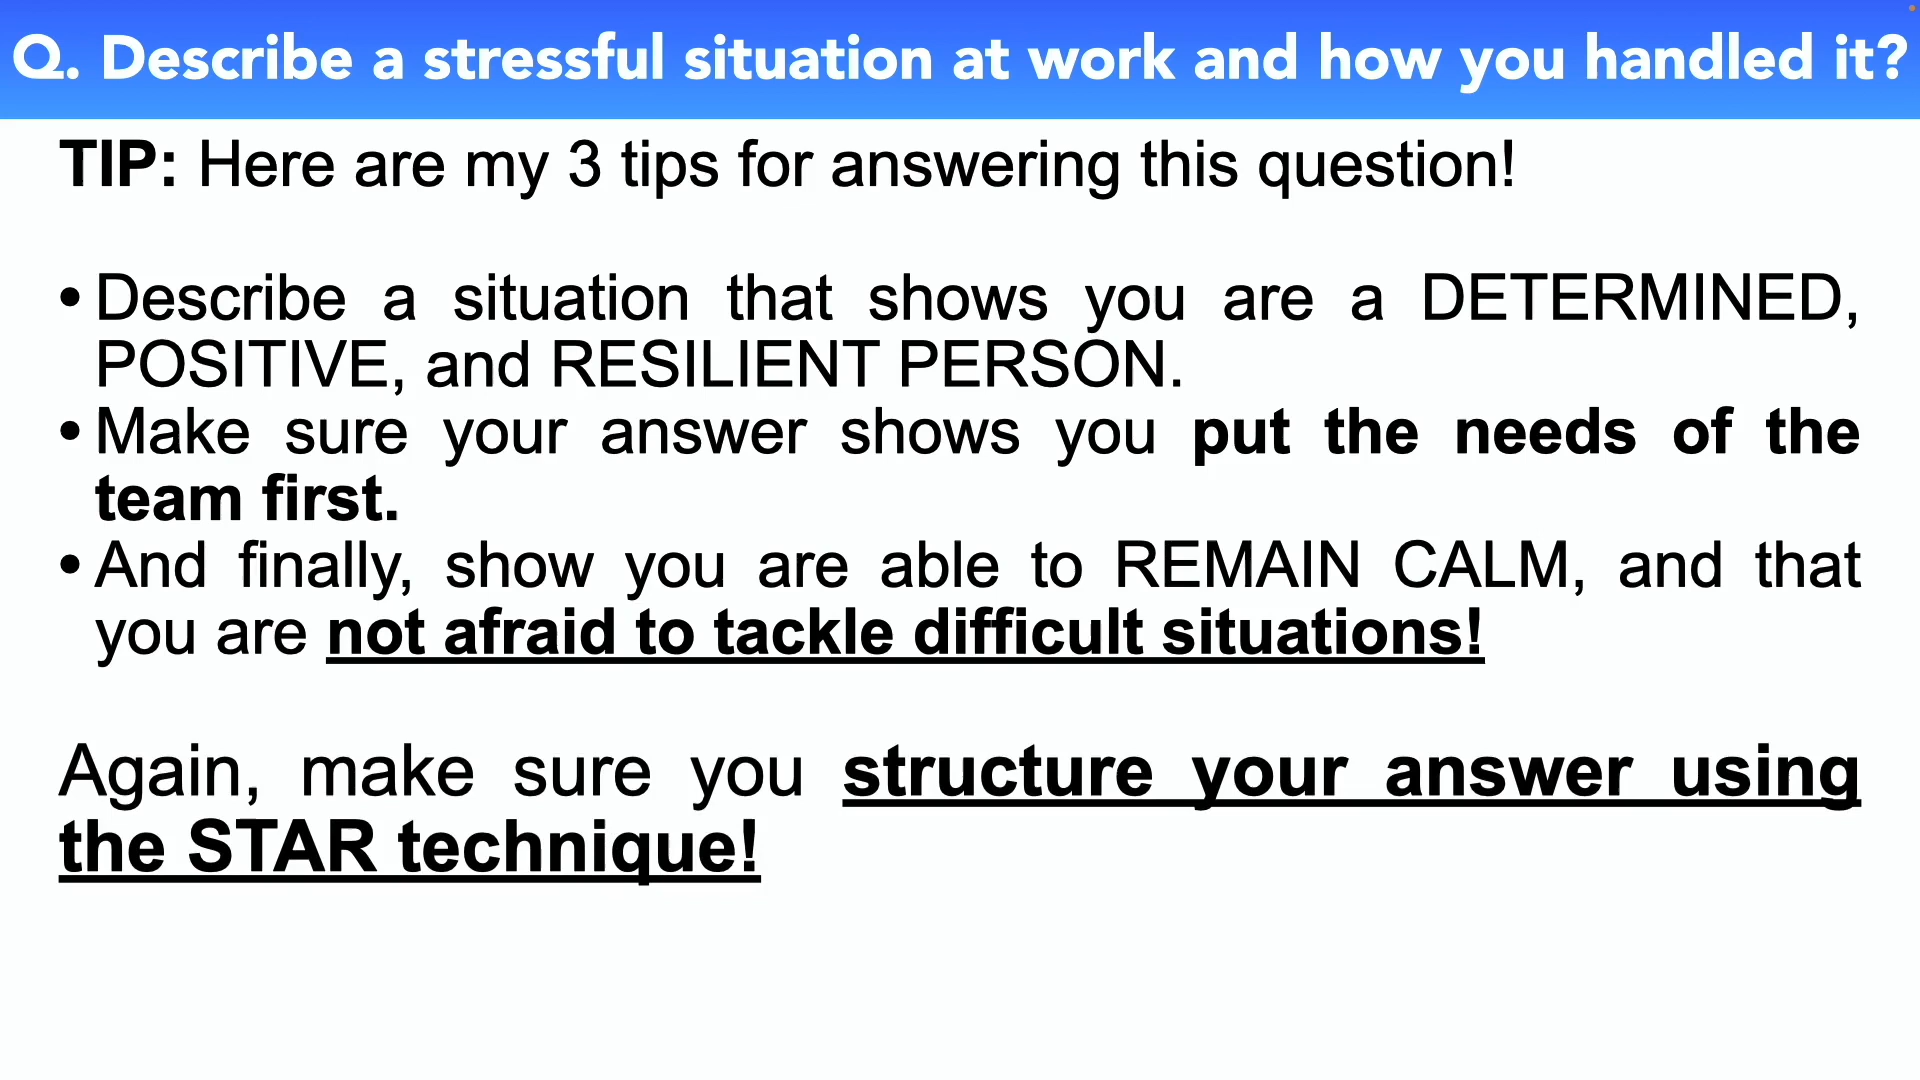 Q. Describe a stressful situation at work and how you handled it?
TIP: Here are my 3 tips for answering this question!
• Describe a situation that shows you are a DETERMINED,
POSITIVE, and RESILIENT PERSON.
• Make sure your answer shows you put the needs of the
team first.
• And finally, show you are able to REMAIN CALM, and that
you are not afraid to tackle difficult situations!
Again, make sure you structure your answer using
the STAR technique!